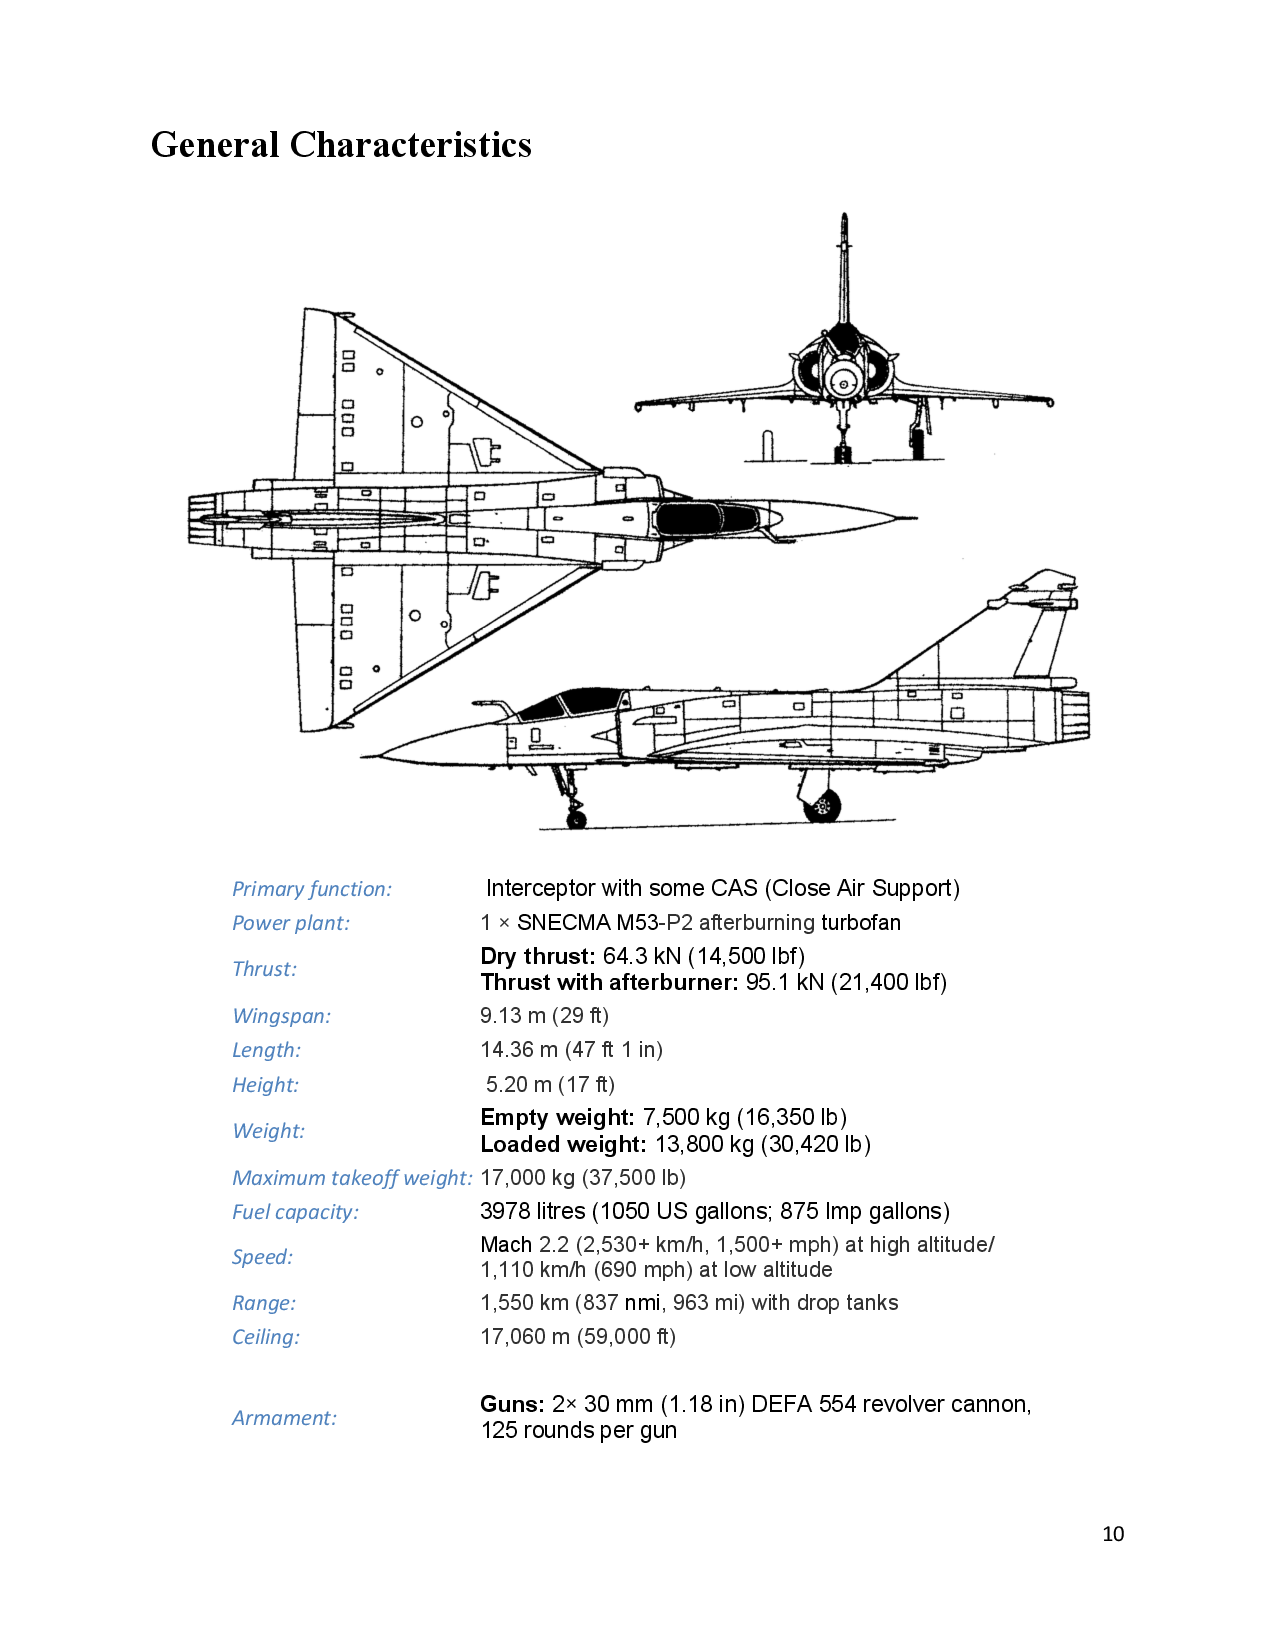 General Characteristics
Primary function: Interceptor with some CAS (Close Air Support)
Power plant: 1 × SNECMA M53-P2 afterburning turbofan
Thrust: Dry thrust: 64.3 kN (14,500 lbf)
Thrust with afterburner: 95.1 kN (21,400 lbf)
Wingspan: 9.13 m (29 ft)
Length: 14.36 m (47 ft 1 in)
Height: 5.20 m (17 ft)
Weight: Empty weight: 7,500 kg (16,350 lb)
Loaded weight: 13,800 kg (30,420 lb)
Maximum takeoff weight: 17,000 kg (37,500 lb)
Fuel capacity: 3978 litres (1050 US gallons; 875 Imp gallons)
Speed: Mach 2.2 (2,530+ km/h, 1,500+ mph) at high altitude/
1,110 km/h (690 mph) at low altitude
Range: 1,550 km (837 nmi, 963 mi) with drop tanks
Ceiling: 17,060 m (59,000 ft)
Armament: Guns: 2× 30 mm (1.18 in) DEFA 554 revolver cannon,
125 rounds per gun
10